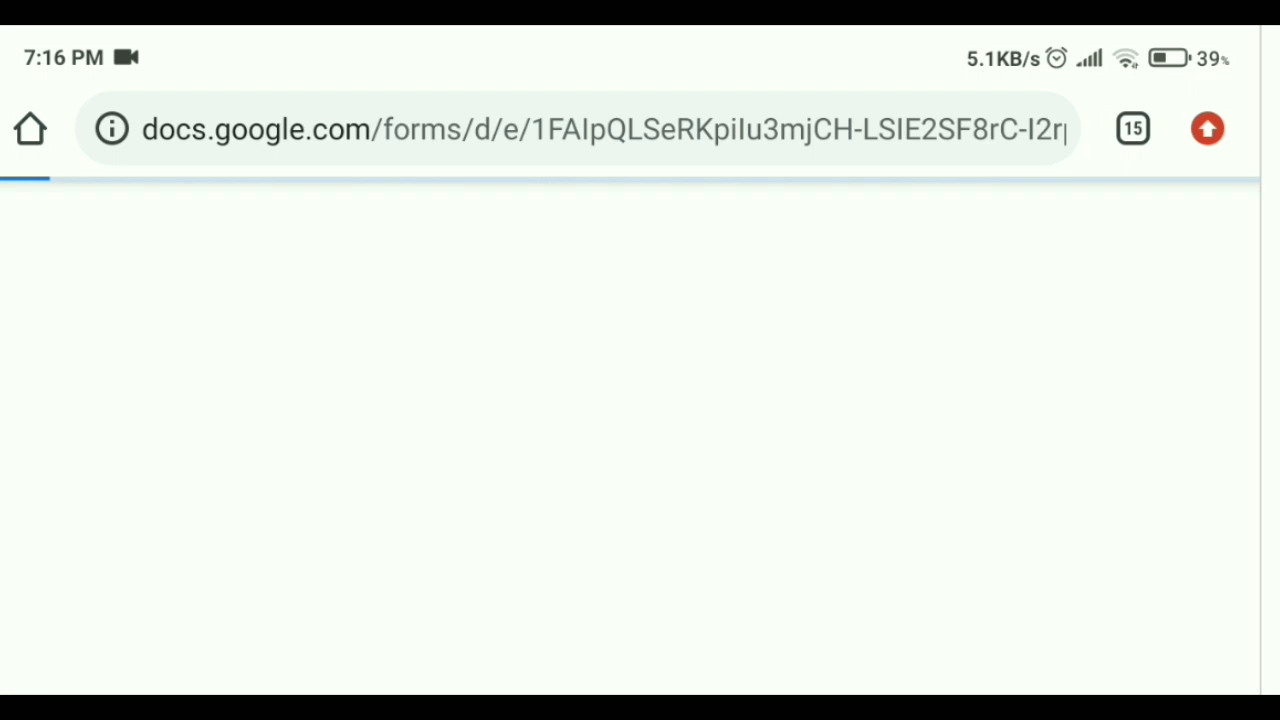 7:16 PM
5.1KB/s
39%
docs.google.com/forms/d/e/1FAIpQLSeRKpiIu3mjCH-LSIE2SF8rC-I2r
15